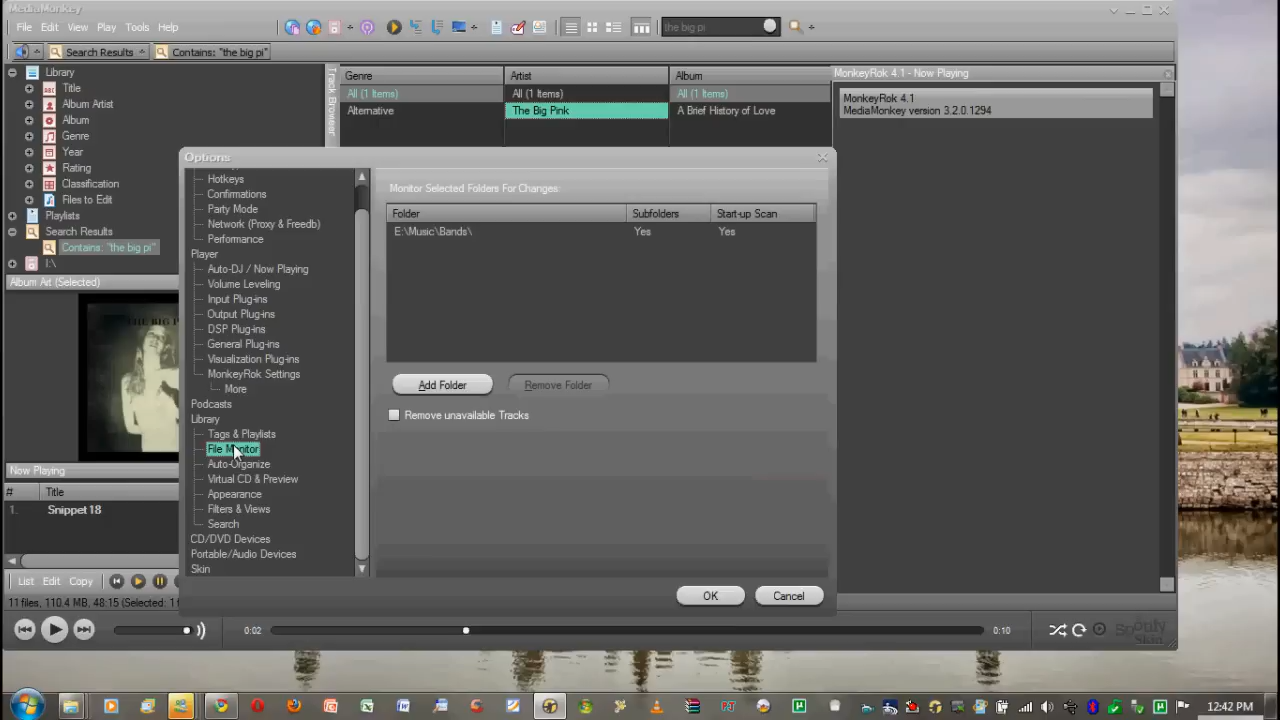 MediaMonkey
File Edit View Play Tools Help
the big pi
Search Results Contains: "the big pi"
Library
Title
Album Artist
Album
Genre
Year
Rating
Classification
Files to Edit
Playlists
Search Results
Contains: "the big pi"
I:\
Track Browser
Genre Artist Album
All (1 Items) All (1 Items) All (1 Items)
Alternative The Big Pink A Brief History of Love
MonkeyRok 4.1 - Now Playing
MonkeyRok 4.1
MediaMonkey version 3.2.0.1294
Album Art (Selected)
Now Playing
# Title
1. Snippet 18
List Edit Copy
11 files, 110.4 MB, 48:15 (Selected: 1
0:02 0:10
Options
Hotkeys
Confirmations
Party Mode
Network (Proxy & Freedb)
Performance
Player
Auto-DJ / Now Playing
Volume Leveling
Input Plug-ins
Output Plug-ins
DSP Plug-ins
General Plug-ins
Visualization Plug-ins
MonkeyRok Settings
More
Podcasts
Library
Tags & Playlists
File Monitor
Auto-Organize
Virtual CD & Preview
Appearance
Filters & Views
Search
CD/DVD Devices
Portable/Audio Devices
Skin
Monitor Selected Folders For Changes:
Folder Subfolders Start-up Scan
E:\Music\Bands\ Yes Yes
Add Folder Remove Folder
Remove unavailable Tracks
OK Cancel
12:42 PM